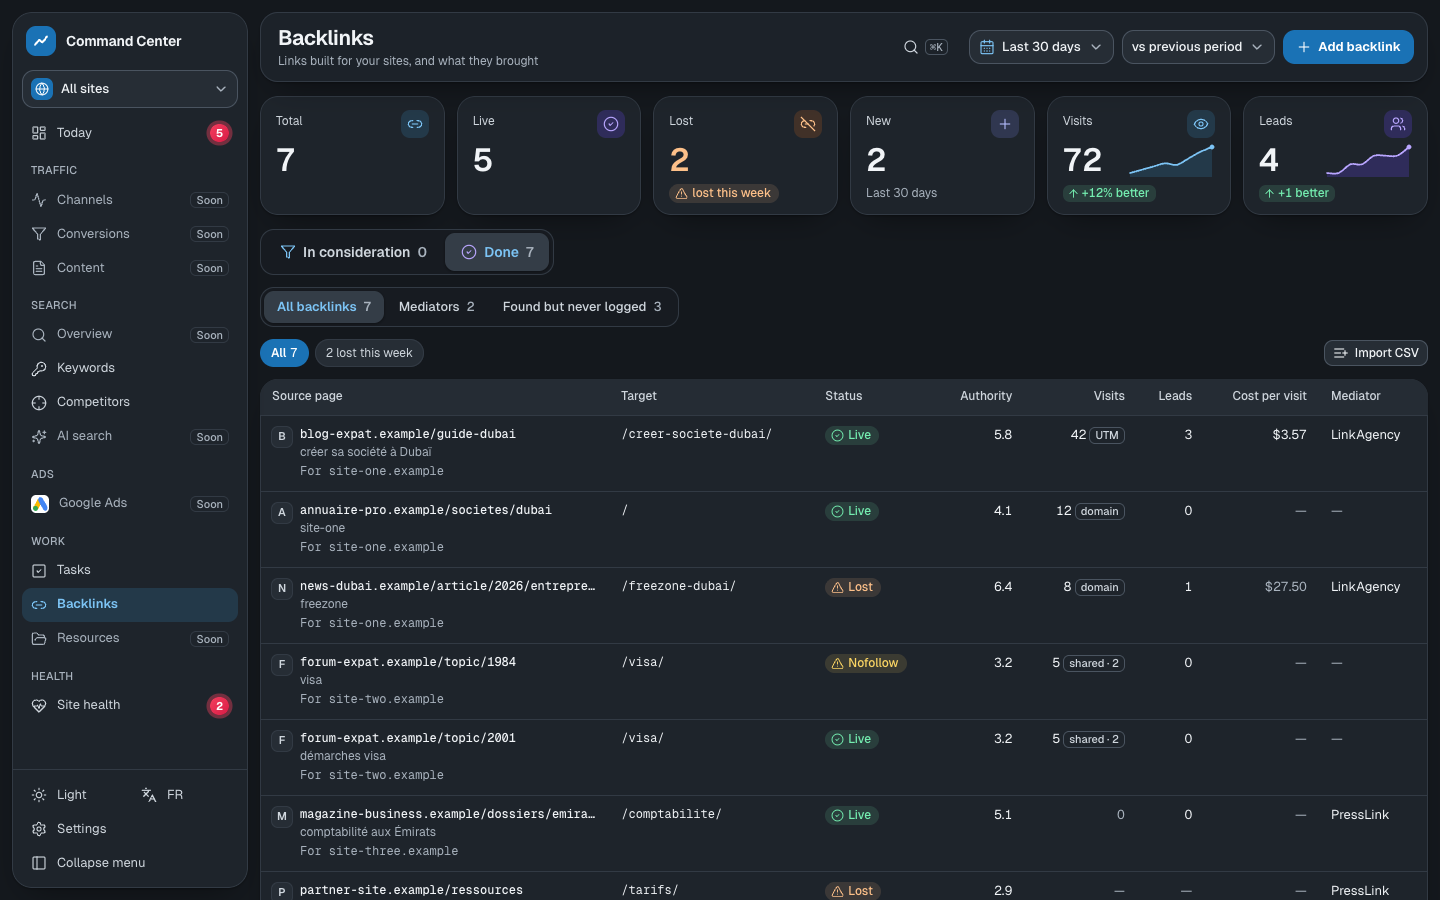 Command Center
All sites
Today 5
TRAFFIC
Channels Soon
Conversions Soon
Content Soon
SEARCH
Overview Soon
Keywords
Competitors
AI search Soon
ADS
Google Ads Soon
WORK
Tasks
Backlinks
Resources Soon
HEALTH
Site health 2
Light FR
Settings
Collapse menu
Backlinks
Links built for your sites, and what they brought
⌘K
Last 30 days
vs previous period
Add backlink
Total
7
Live
5
Lost
2
lost this week
New
2
Last 30 days
Visits
72
+12% better
Leads
4
+1 better
In consideration 0 Done 7
All backlinks 7 Mediators 2 Found but never logged 3
All 7 2 lost this week Import CSV
Source page Target Status Authority Visits Leads Cost per visit Mediator
B blog-expat.example/guide-dubai /creer-societe-dubai/ Live 5.8 42 UTM 3 $3.57 LinkAgency
créer sa société à Dubaï
For site-one.example
A annuaire-pro.example/societes/dubai / Live 4.1 12 domain 0 — —
site-one
For site-one.example
N news-dubai.example/article/2026/entrepre… /freezone-dubai/ Lost 6.4 8 domain 1 $27.50 LinkAgency
freezone
For site-one.example
F forum-expat.example/topic/1984 /visa/ Nofollow 3.2 5 shared · 2 0 — —
visa
For site-two.example
F forum-expat.example/topic/2001 /visa/ Live 3.2 5 shared · 2 0 — —
démarches visa
For site-two.example
M magazine-business.example/dossiers/emira… /comptabilite/ Live 5.1 0 0 — PressLink
comptabilité aux Émirats
For site-three.example
P partner-site.example/ressources /tarifs/ Lost 2.9 — — — PressLink